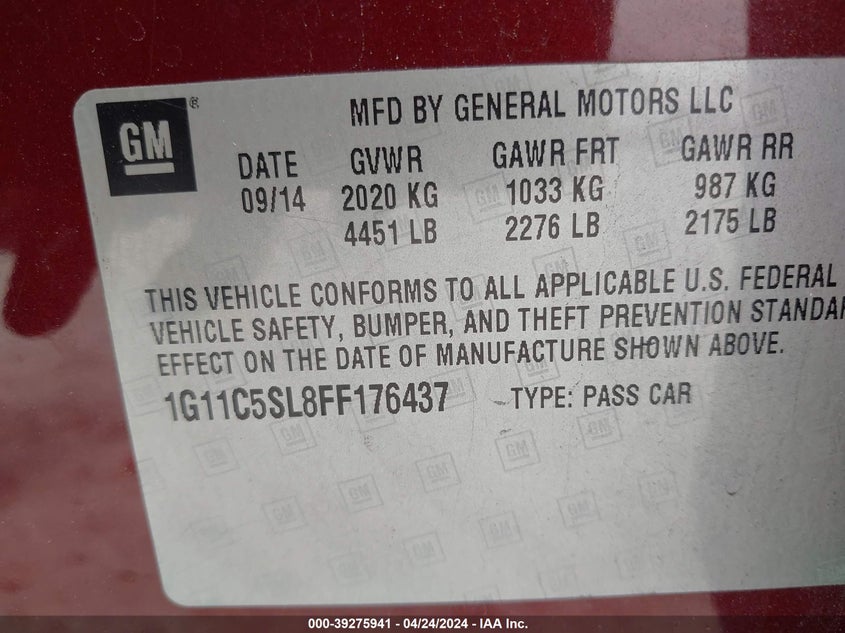 GM®
MFD BY GENERAL MOTORS LLC
DATE GVWR GAWR FRT GAWR RR
09/14 2020 KG 1033 KG 987 KG
4451 LB 2276 LB 2175 LB
THIS VEHICLE CONFORMS TO ALL APPLICABLE U.S. FEDERAL
VEHICLE SAFETY, BUMPER, AND THEFT PREVENTION STANDAR
EFFECT ON THE DATE OF MANUFACTURE SHOWN ABOVE.
1G11C5SL8FF176437 TYPE: PASS CAR
000-39275941 - 04/24/2024 - IAA Inc.